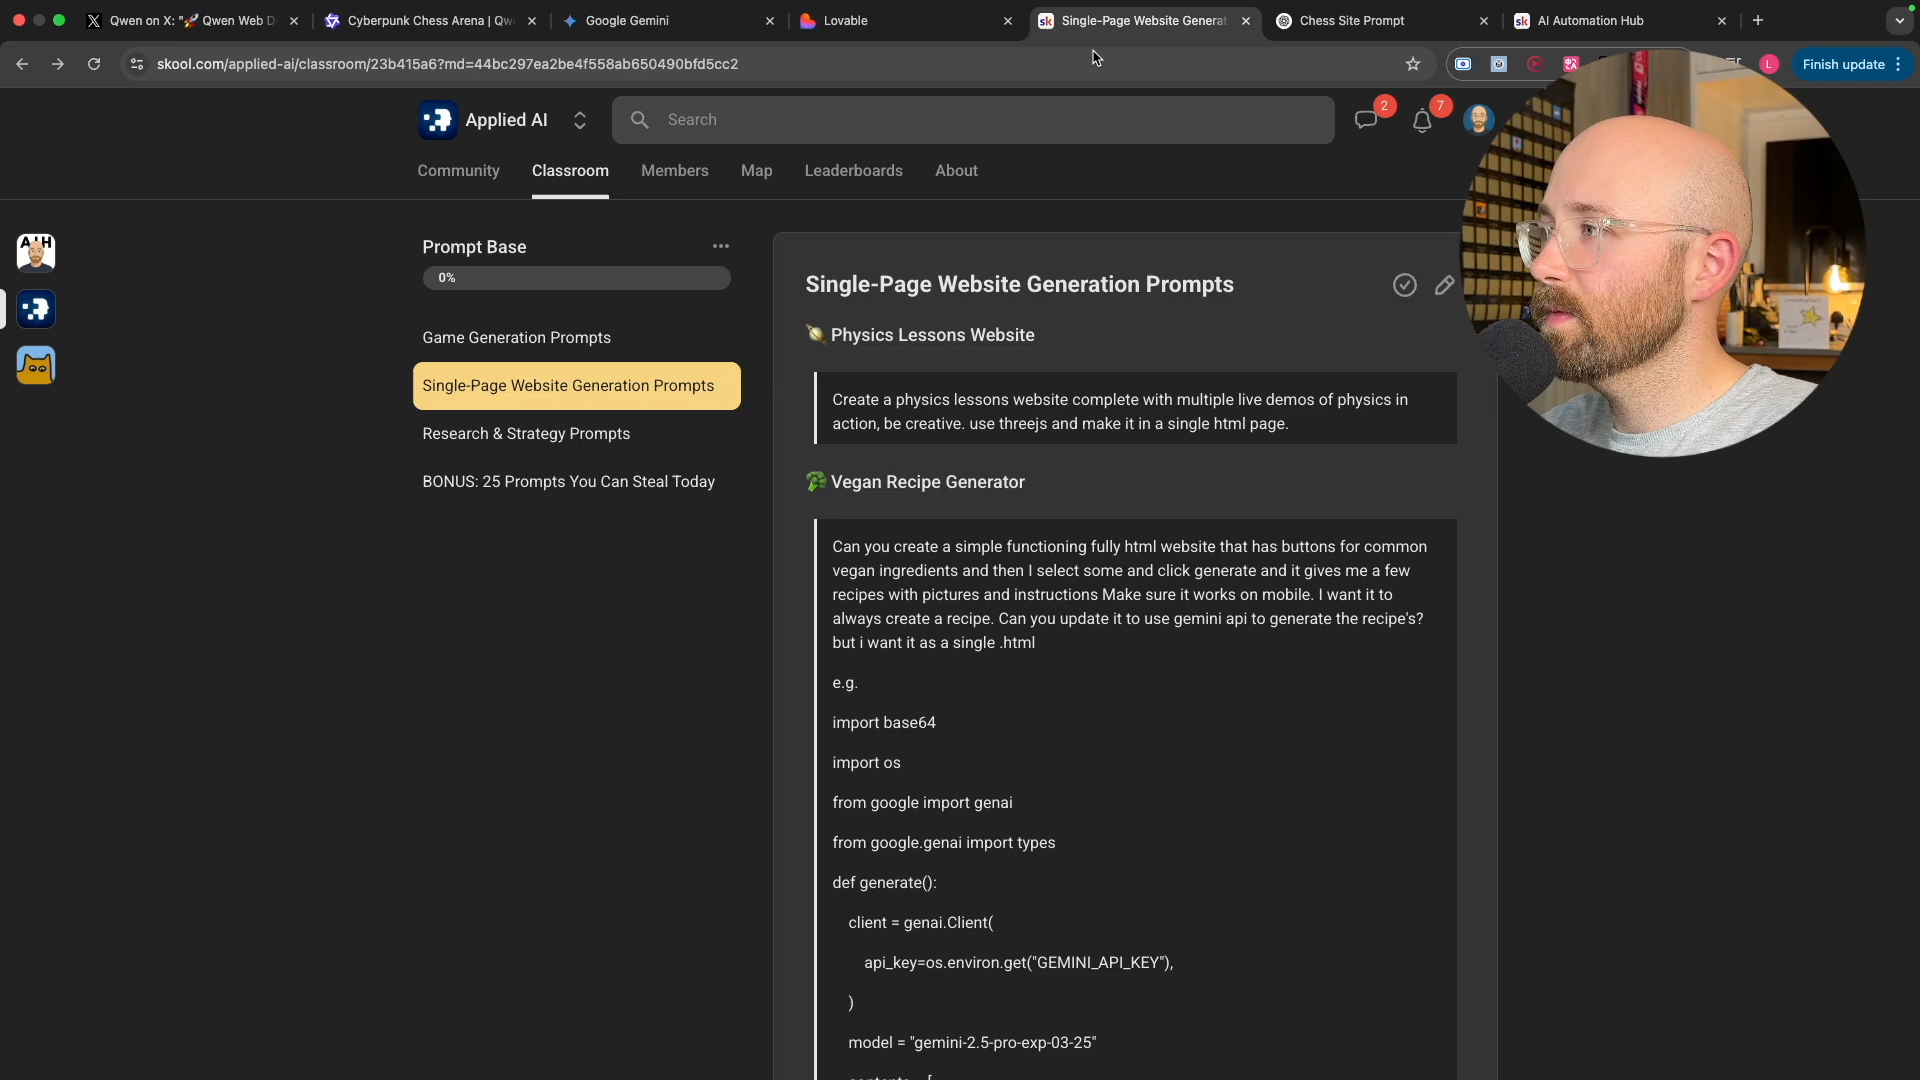 Qwen on X: "🚀 Qwen Web D
Cyberpunk Chess Arena | Qw
Google Gemini
Lovable
Single-Page Website Generat
Chess Site Prompt
AI Automation Hub
skool.com/applied-ai/classroom/23b415a6?md=44bc297ea2be4f558ab650490bfd5cc2
L
Finish update
Applied AI
Search
2
7
Community
Classroom
Members
Map
Leaderboards
About
Prompt Base
0%
Game Generation Prompts
Single-Page Website Generation Prompts
Research & Strategy Prompts
BONUS: 25 Prompts You Can Steal Today
Single-Page Website Generation Prompts
🪐 Physics Lessons Website
Create a physics lessons website complete with multiple live demos of physics in
action, be creative. use threejs and make it in a single html page.
🥦 Vegan Recipe Generator
Can you create a simple functioning fully html website that has buttons for common
vegan ingredients and then I select some and click generate and it gives me a few
recipes with pictures and instructions Make sure it works on mobile. I want it to
always create a recipe. Can you update it to use gemini api to generate the recipe's?
but i want it as a single .html
e.g.
import base64
import os
from google import genai
from google.genai import types
def generate():
client = genai.Client(
api_key=os.environ.get("GEMINI_API_KEY"),
)
model = "gemini-2.5-pro-exp-03-25"